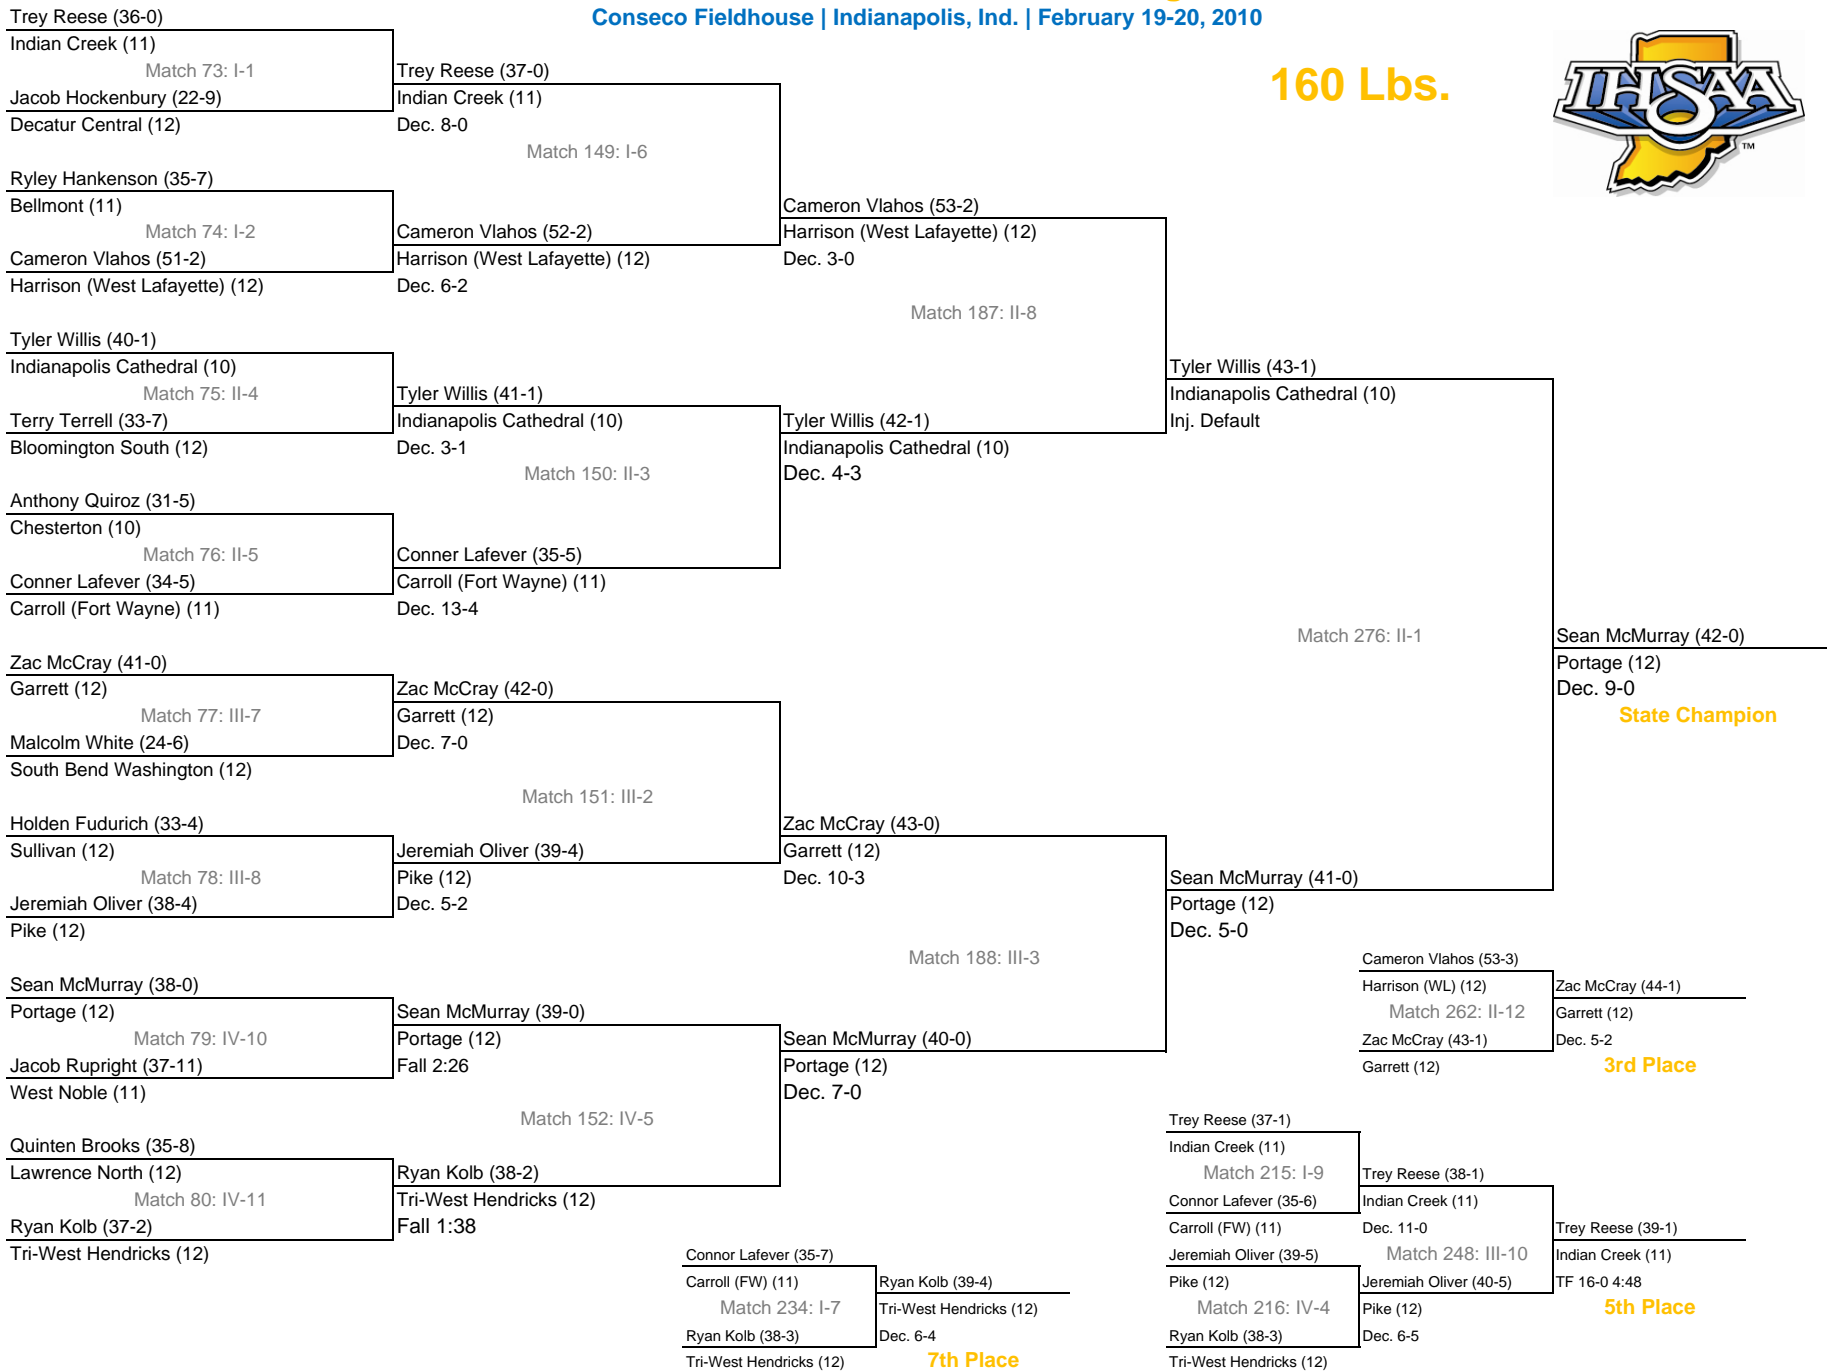 Conseco Fieldhouse | Indianapolis, Ind. | February 19-20, 2010
160 Lbs.
IHSAA
TM
Trey Reese (36-0)
Indian Creek (11)
Match 73: I-1
Jacob Hockenbury (22-9)
Decatur Central (12)
Ryley Hankenson (35-7)
Bellmont (11)
Match 74: I-2
Cameron Vlahos (51-2)
Harrison (West Lafayette) (12)
Tyler Willis (40-1)
Indianapolis Cathedral (10)
Match 75: II-4
Terry Terrell (33-7)
Bloomington South (12)
Anthony Quiroz (31-5)
Chesterton (10)
Match 76: II-5
Conner Lafever (34-5)
Carroll (Fort Wayne) (11)
Zac McCray (41-0)
Garrett (12)
Match 77: III-7
Malcolm White (24-6)
South Bend Washington (12)
Holden Fudurich (33-4)
Sullivan (12)
Match 78: III-8
Jeremiah Oliver (38-4)
Pike (12)
Sean McMurray (38-0)
Portage (12)
Match 79: IV-10
Jacob Rupright (37-11)
West Noble (11)
Quinten Brooks (35-8)
Lawrence North (12)
Match 80: IV-11
Ryan Kolb (37-2)
Tri-West Hendricks (12)
Trey Reese (37-0)
Indian Creek (11)
Dec. 8-0
Match 149: I-6
Cameron Vlahos (52-2)
Harrison (West Lafayette) (12)
Dec. 6-2
Tyler Willis (41-1)
Indianapolis Cathedral (10)
Dec. 3-1
Match 150: II-3
Conner Lafever (35-5)
Carroll (Fort Wayne) (11)
Dec. 13-4
Zac McCray (42-0)
Garrett (12)
Dec. 7-0
Match 151: III-2
Jeremiah Oliver (39-4)
Pike (12)
Dec. 5-2
Sean McMurray (39-0)
Portage (12)
Fall 2:26
Match 152: IV-5
Ryan Kolb (38-2)
Tri-West Hendricks (12)
Fall 1:38
Cameron Vlahos (53-2)
Harrison (West Lafayette) (12)
Dec. 3-0
Match 187: II-8
Tyler Willis (42-1)
Indianapolis Cathedral (10)
Dec. 4-3
Zac McCray (43-0)
Garrett (12)
Dec. 10-3
Match 188: III-3
Sean McMurray (40-0)
Portage (12)
Dec. 7-0
Tyler Willis (43-1)
Indianapolis Cathedral (10)
Inj. Default
Match 276: II-1
Sean McMurray (41-0)
Portage (12)
Dec. 5-0
Sean McMurray (42-0)
Portage (12)
Dec. 9-0
State Champion
Cameron Vlahos (53-3)
Harrison (WL) (12)
Match 262: II-12
Zac McCray (43-1)
Garrett (12)
Zac McCray (44-1)
Garrett (12)
Dec. 5-2
3rd Place
Trey Reese (37-1)
Indian Creek (11)
Match 215: I-9
Connor Lafever (35-6)
Carroll (FW) (11)
Jeremiah Oliver (39-5)
Pike (12)
Match 216: IV-4
Ryan Kolb (38-3)
Tri-West Hendricks (12)
Trey Reese (38-1)
Indian Creek (11)
Dec. 11-0
Match 248: III-10
Jeremiah Oliver (40-5)
Pike (12)
Dec. 6-5
Trey Reese (39-1)
Indian Creek (11)
TF 16-0 4:48
5th Place
Connor Lafever (35-7)
Carroll (FW) (11)
Match 234: I-7
Ryan Kolb (38-3)
Tri-West Hendricks (12)
Ryan Kolb (39-4)
Tri-West Hendricks (12)
Dec. 6-4
7th Place